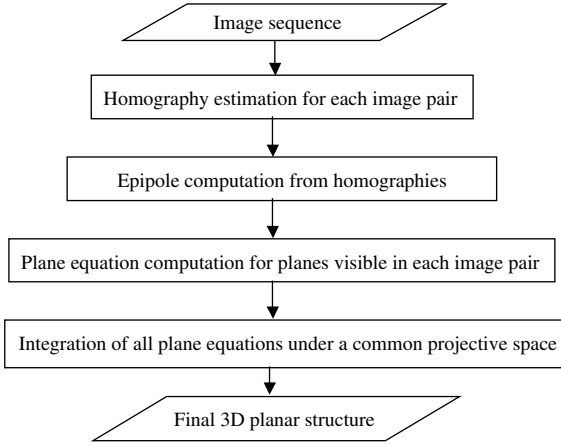 Image sequence
Homography estimation for each image pair
Epipole computation from homographies
Plane equation computation for planes visible in each image pair
Integration of all plane equations under a common projective space
Final 3D planar structure